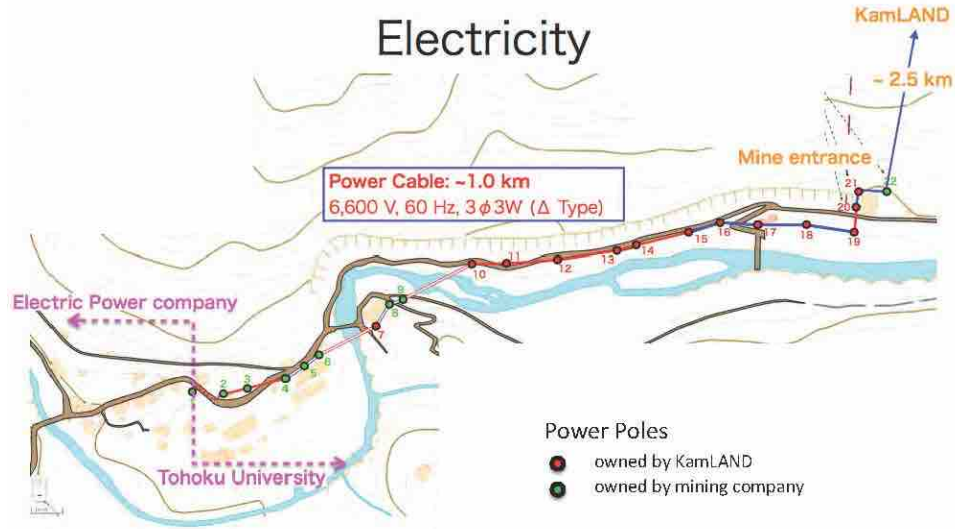 Electricity
KamLAND
~ 2.5 km
Mine entrance
Power Cable: ~1.0 km
6,600 V, 60 Hz, 3φ3W (Δ Type)
21
22
20
19
18
17
16
15
14
13
12
11
10
9
8
7
6
5
4
3
2
Electric Power company
Tohoku University
Power Poles
owned by KamLAND
owned by mining company